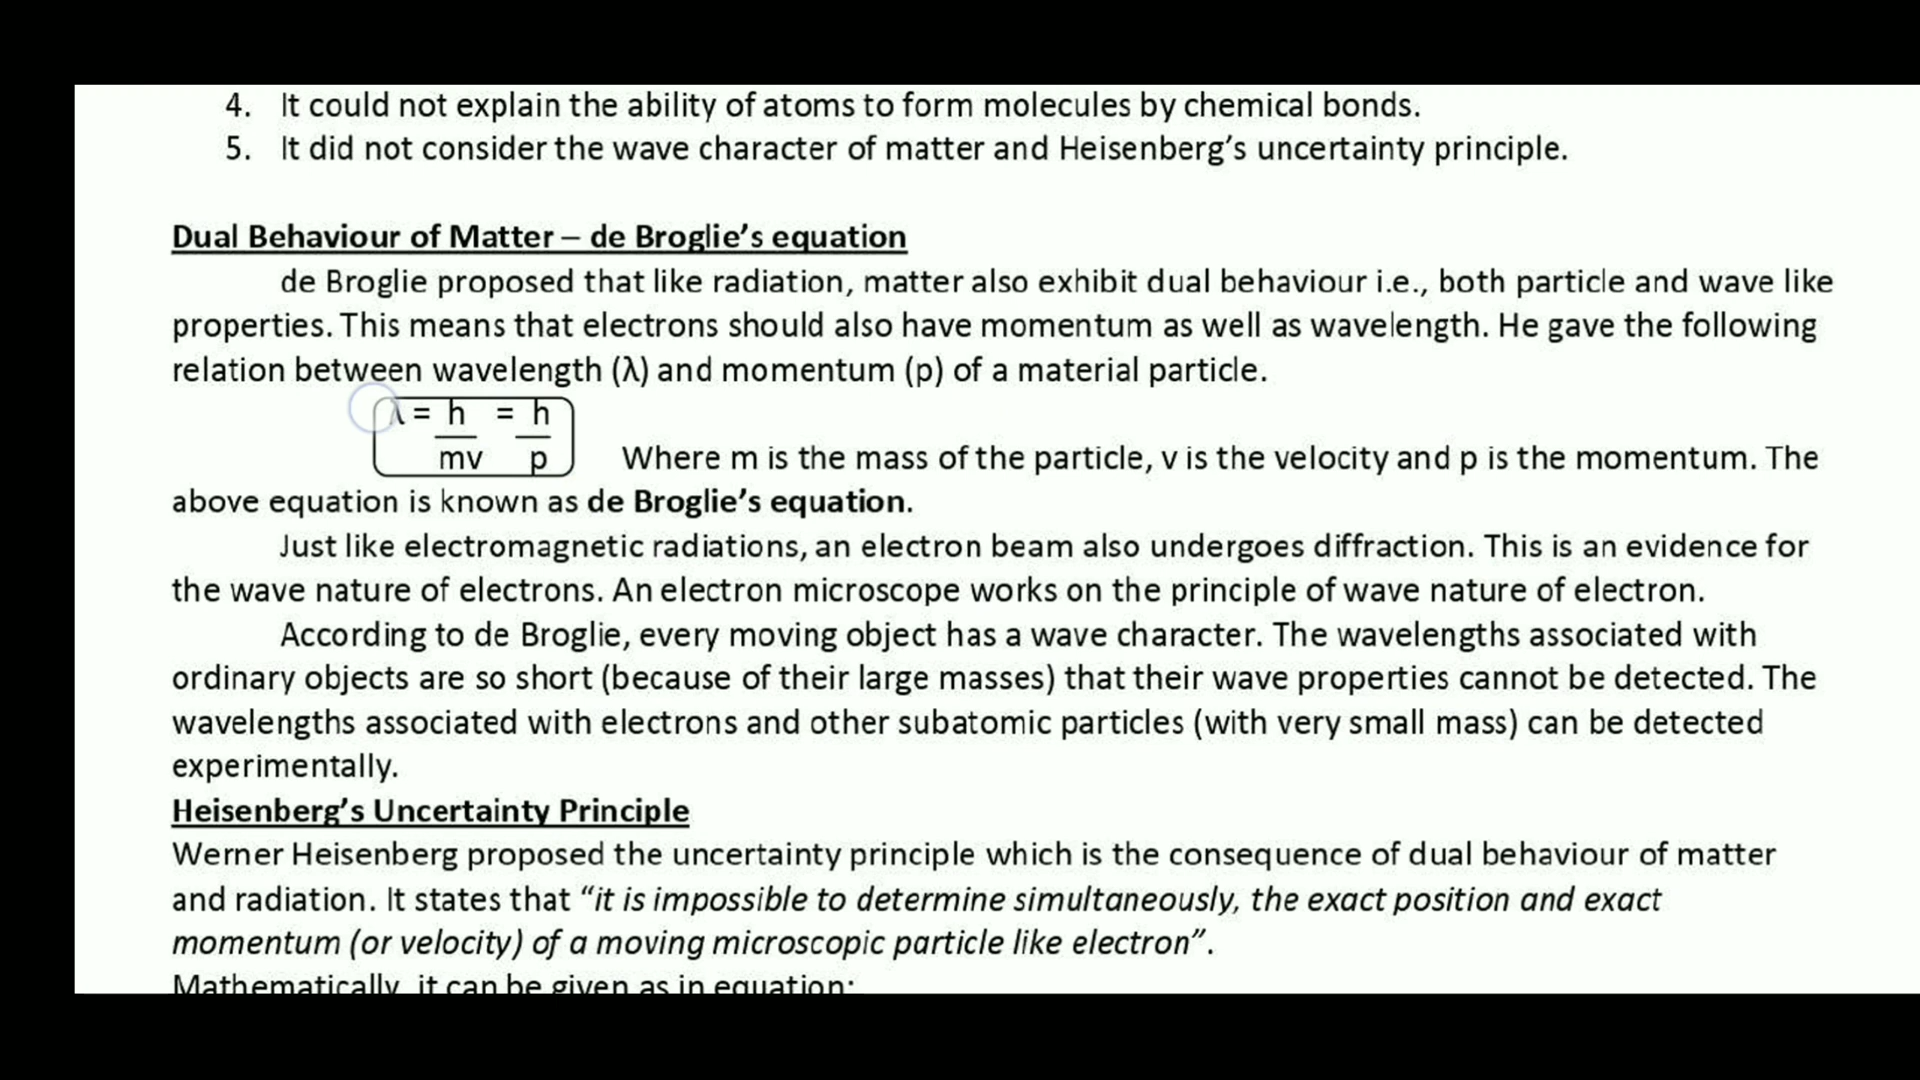 4. It could not explain the ability of atoms to form molecules by chemical bonds.
5. It did not consider the wave character of matter and Heisenberg’s uncertainty principle.
Dual Behaviour of Matter – de Broglie’s equation
de Broglie proposed that like radiation, matter also exhibit dual behaviour i.e., both particle and wave like
properties. This means that electrons should also have momentum as well as wavelength. He gave the following
relation between wavelength (λ) and momentum (p) of a material particle.
λ = h = h
mv p Where m is the mass of the particle, v is the velocity and p is the momentum. The
above equation is known as de Broglie’s equation.
Just like electromagnetic radiations, an electron beam also undergoes diffraction. This is an evidence for
the wave nature of electrons. An electron microscope works on the principle of wave nature of electron.
According to de Broglie, every moving object has a wave character. The wavelengths associated with
ordinary objects are so short (because of their large masses) that their wave properties cannot be detected. The
wavelengths associated with electrons and other subatomic particles (with very small mass) can be detected
experimentally.
Heisenberg’s Uncertainty Principle
Werner Heisenberg proposed the uncertainty principle which is the consequence of dual behaviour of matter
and radiation. It states that “it is impossible to determine simultaneously, the exact position and exact
momentum (or velocity) of a moving microscopic particle like electron”.
Mathematically, it can be given as in equation: